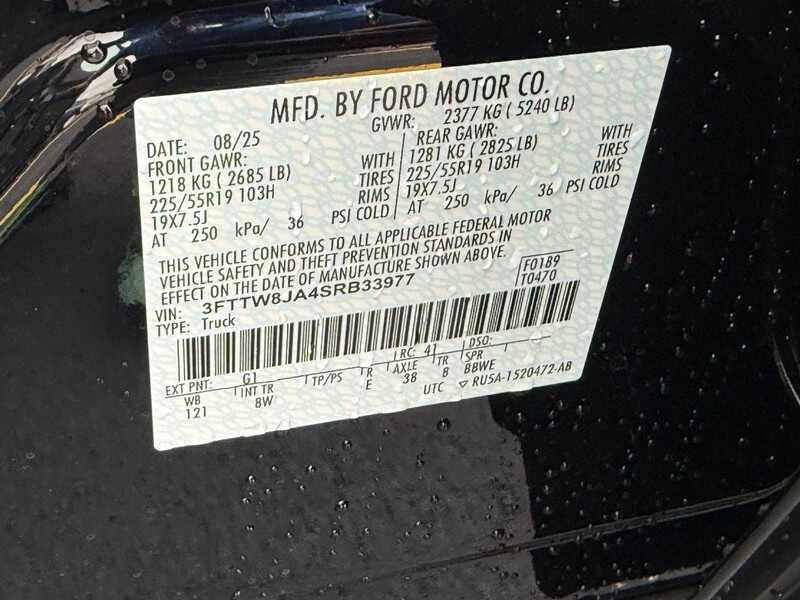 MFD. BY FORD MOTOR CO.
DATE: 08/25 GVWR: 2377 KG ( 5240 LB)
FRONT GAWR: WITH REAR GAWR: WITH
1218 KG ( 2685 LB) TIRES 1281 KG ( 2825 LB) TIRES
225/55R19 103H RIMS 225/55R19 103H RIMS
19X7.5J 19X7.5J
AT 250 kPa/ 36 PSI COLD AT 250 kPa/ 36 PSI COLD
THIS VEHICLE CONFORMS TO ALL APPLICABLE FEDERAL MOTOR
VEHICLE SAFETY AND THEFT PREVENTION STANDARDS IN
EFFECT ON THE DATE OF MANUFACTURE SHOWN ABOVE.
VIN: 3FTTW8JA4SRB33977 F0189
TYPE: Truck T0470
EXT PNT: G1 RC: 41 DSO:
WB INT TR TP/PS R AXLE TR SPR
121 8W E 38 8 BBWE
UTC ▽ RU5A-1520472-AB